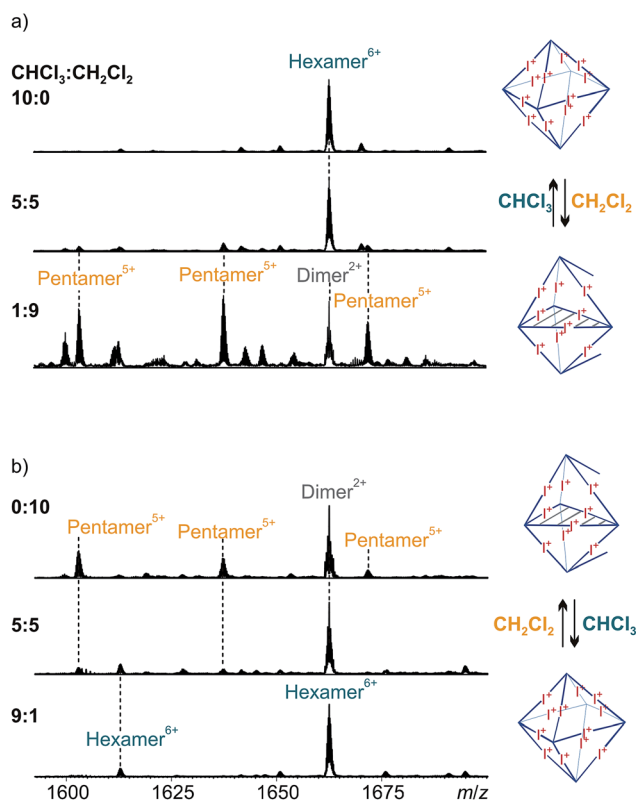 a)
Hexamer6+
CHCl3:CH2Cl2
10:0
I+ I+ I+ I+ I+ I+ I+ I+ I+ I+ I+ I+
5:5
CHCl3 CH2Cl2
Pentamer5+ Pentamer5+ Dimer2+
Pentamer5+
1:9
I+ I+ I+ I+ I+ I+ I+ I+
b)
0:10
Dimer2+
Pentamer5+ Pentamer5+ Pentamer5+
I+ I+ I+ I+ I+ I+ I+ I+
5:5
CH2Cl2 CHCl3
9:1
Hexamer6+
Hexamer6+
I+ I+ I+ I+ I+ I+ I+ I+ I+ I+ I+ I+
1600 1625 1650 1675 m/z